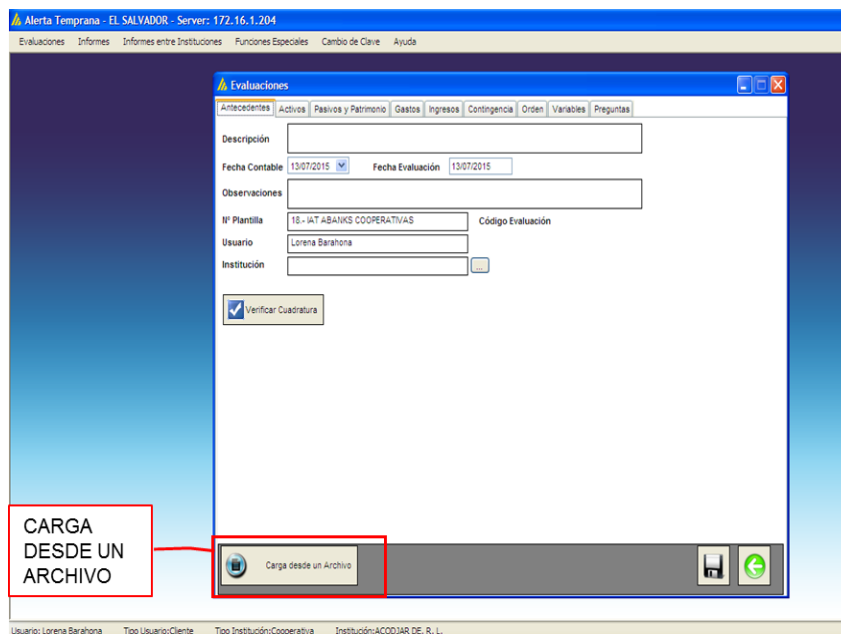 Alerta Temprana - EL SALVADOR - Server: 172.16.1.204
Evaluaciones Informes Informes entre Instituciones Funciones Especiales Cambio de Clave Ayuda
Evaluaciones
Antecedentes Activos Pasivos y Patrimonio Gastos Ingresos Contingencia Orden Variables Preguntas
Descripción
Fecha Contable 13/07/2015 Fecha Evaluación 13/07/2015
Observaciones
Nº Plantilla 18.- IAT ABANKS COOPERATIVAS Código Evaluación
Usuario Lorena Barahona
Institución ...
Verificar Cuadratura
CARGA
DESDE UN
ARCHIVO
Carga desde un Archivo
Usuario: Lorena Barahona Tipo Usuario:Cliente Tipo Institución:Cooperativa Institución:ACODJAR DE. R. L.